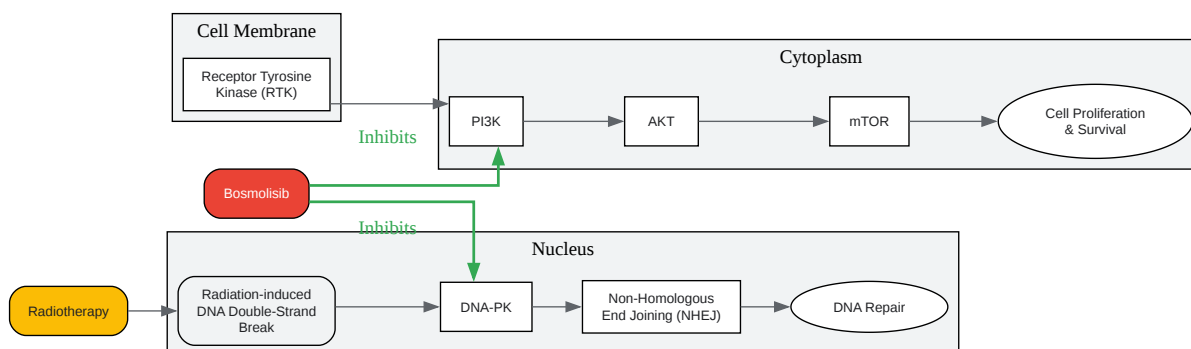 Cell Membrane
Receptor Tyrosine
Kinase (RTK)
Cytoplasm
PI3K
AKT
mTOR
Cell Proliferation
& Survival
Inhibits
Bosmolisib
Inhibits
Nucleus
Radiotherapy
Radiation-induced
DNA Double-Strand
Break
DNA-PK
Non-Homologous
End Joining (NHEJ)
DNA Repair